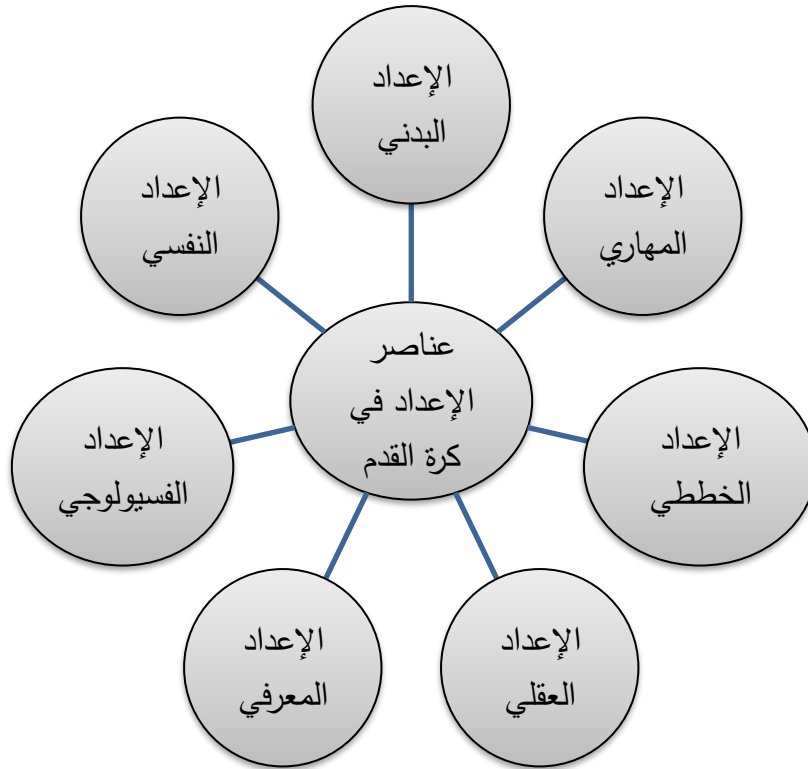 الإعداد
البدني
الإعداد
المهاري
الإعداد
النفسي
عناصر
الإعداد في
كرة القدم
الإعداد
الخططي
الإعداد
الفسيولوجي
الإعداد
العقلي
الإعداد
المعرفي